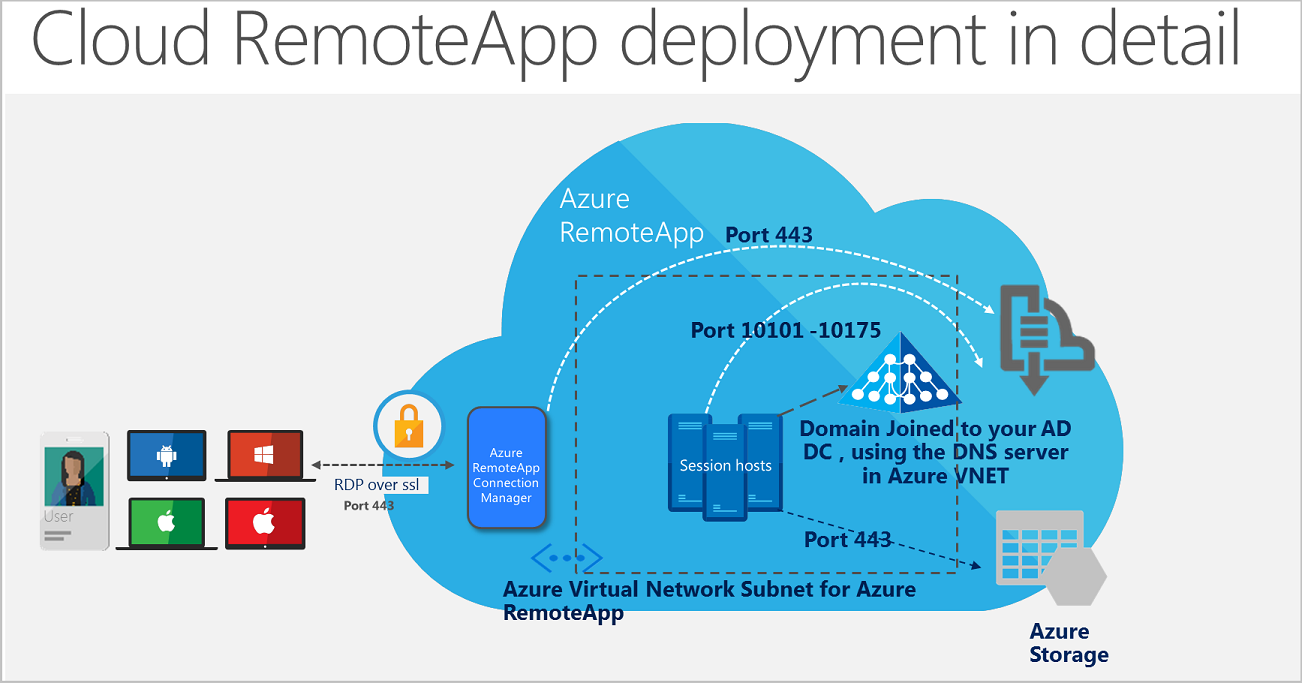 Cloud RemoteApp deployment in detail
Azure
RemoteApp
Port 443
Port 10101 -10175
Domain Joined to your AD
DC , using the DNS server
in Azure VNET
Session hosts
Azure
RemoteApp
Connection
Manager
RDP over ssl
Port 443
User
Port 443
Azure Virtual Network Subnet for Azure
RemoteApp
Azure
Storage